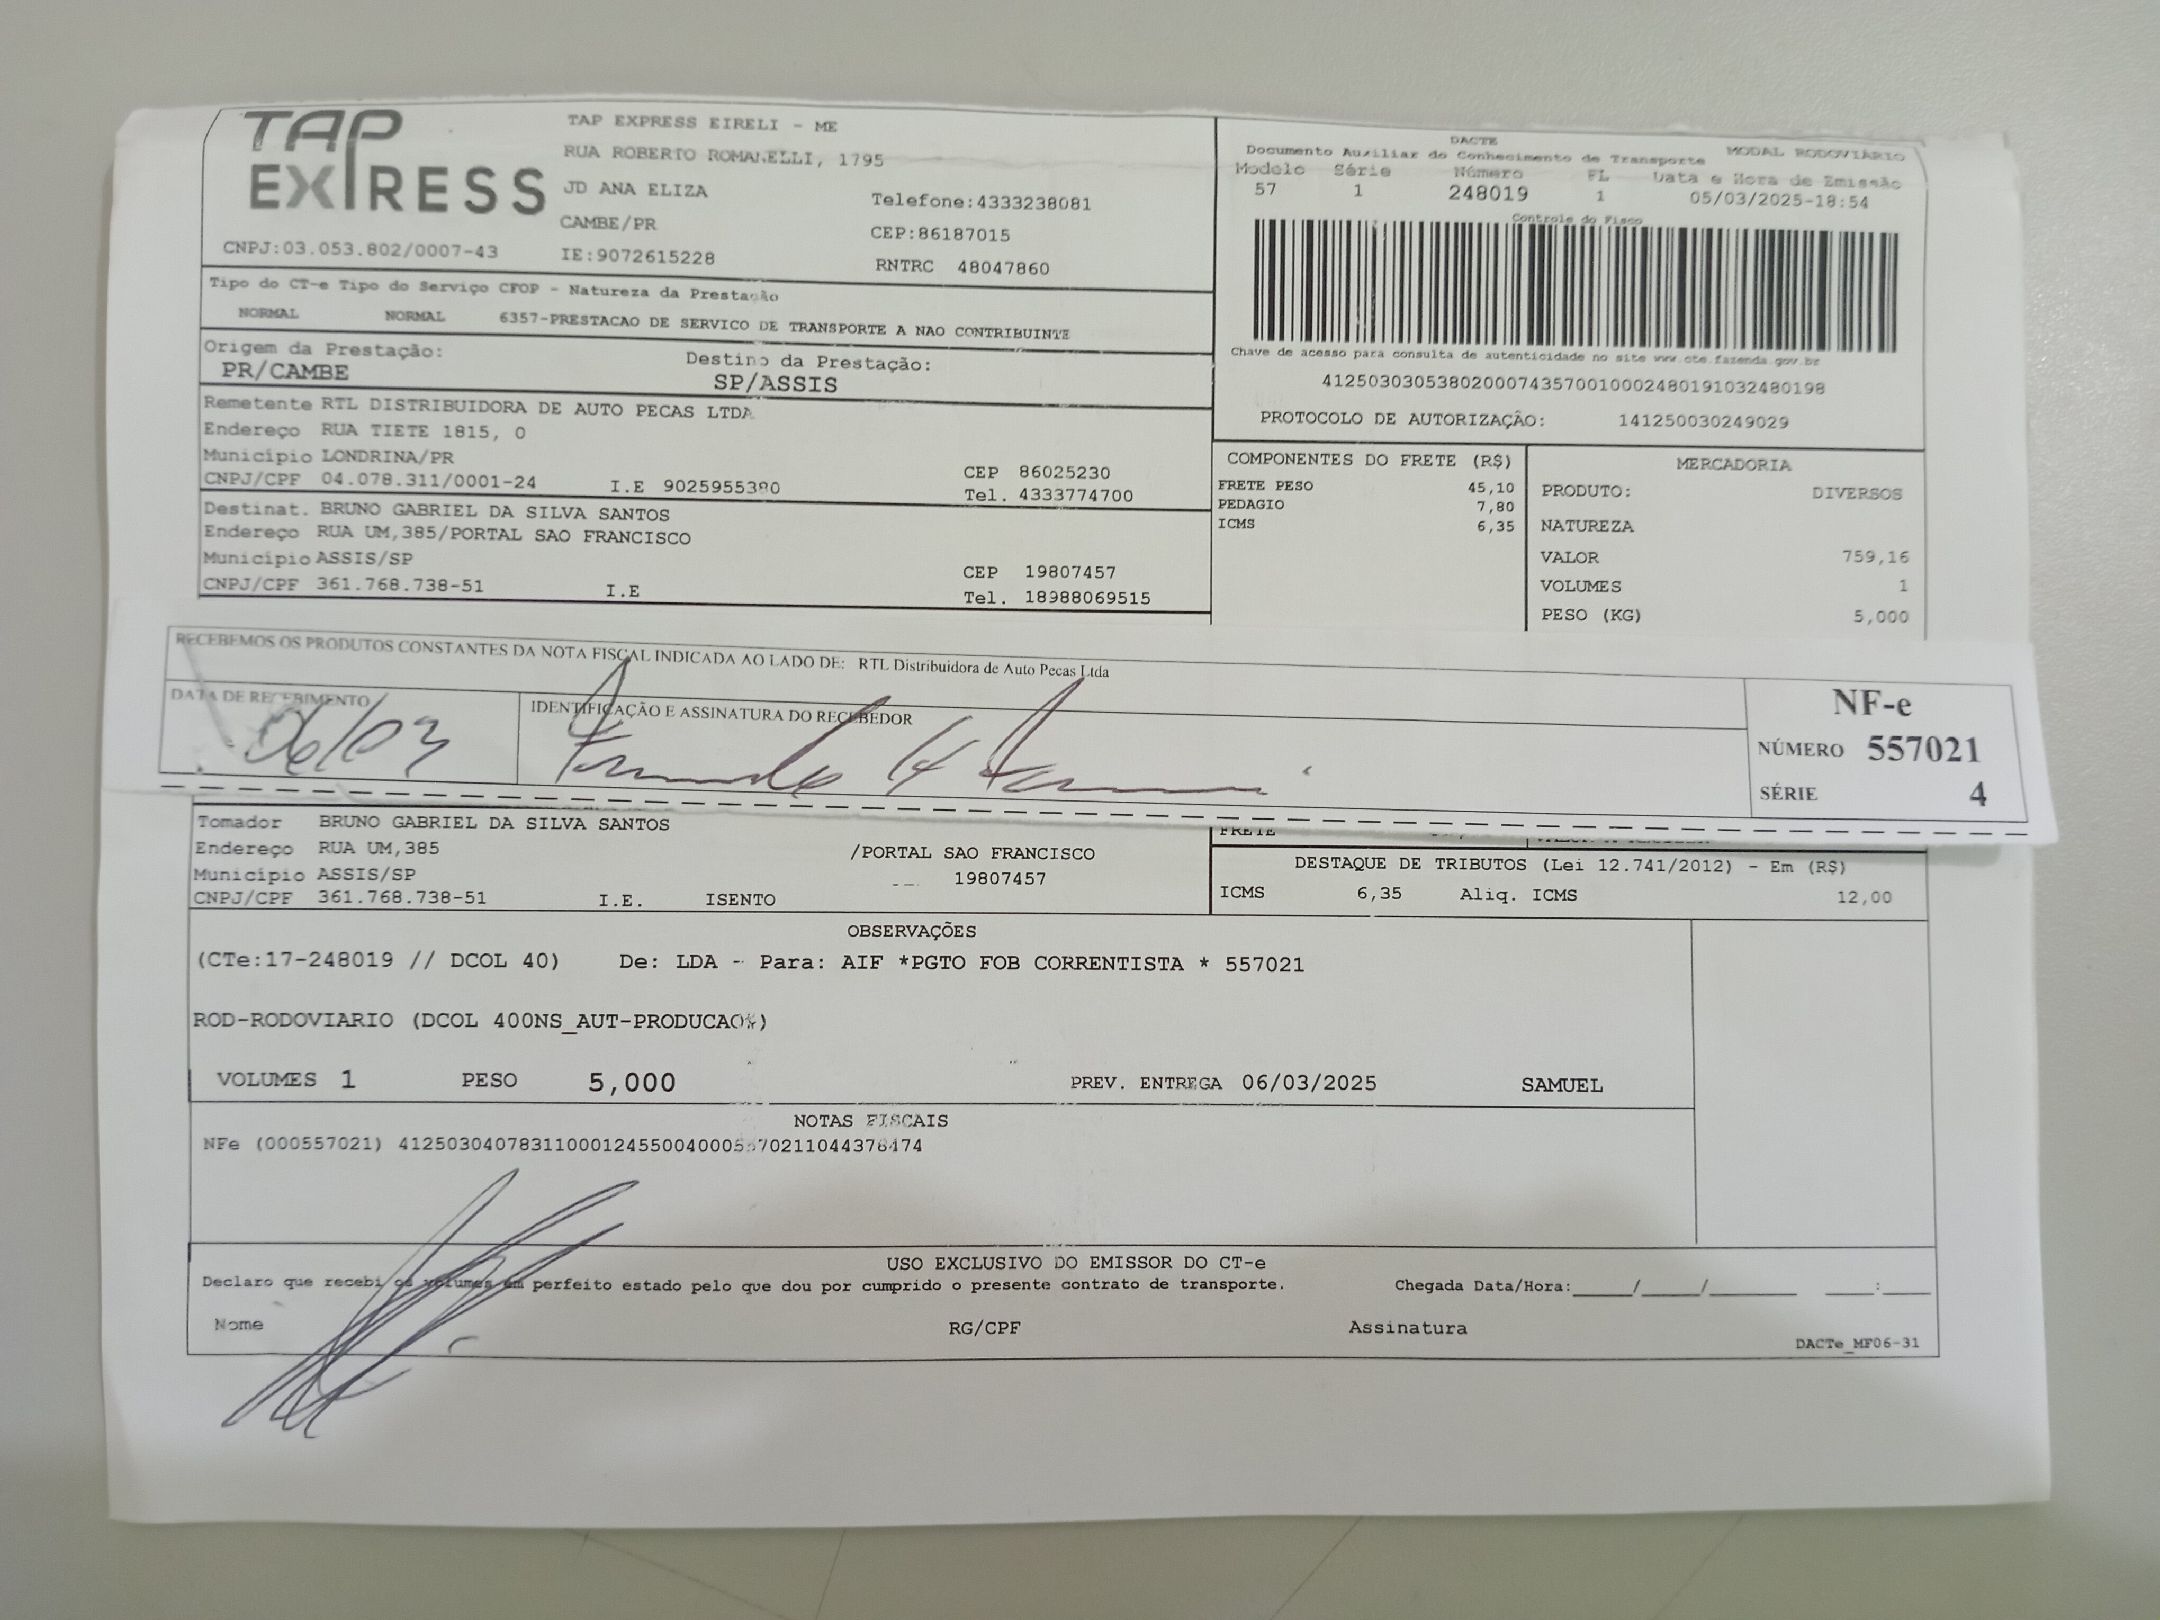 TAP EXPRESS
TAP EXPRESS EIRELI - ME
RUA ROBERTO ROMANELLI, 1795
JD ANA ELIZA
Telefone:4333238081
CAMBE/PR
CEP:86187015
CNPJ:03.053.802/0007-43
IE:9072615228
RNTRC 48047860
DACTE
Documento Auxiliar do Conhecimento de Transporte
MODAL RODOVIÁRIO
Modelo Série Número FL Data e Hora de Emissão
57 1 248019 1 05/03/2025-18:54
Controle do Fisco
Chave de acesso para consulta de autenticidade no site www.cte.fazenda.gov.br
41250303053802000743570010002480191032480198
PROTOCOLO DE AUTORIZAÇÃO: 141250030249029
Tipo do CT-e Tipo do Serviço CFOP - Natureza da Prestação
NORMAL NORMAL 6357-PRESTACAO DE SERVICO DE TRANSPORTE A NAO CONTRIBUINTE
Origem da Prestação: Destino da Prestação:
PR/CAMBE SP/ASSIS
Remetente RTL DISTRIBUIDORA DE AUTO PECAS LTDA
Endereço RUA TIETE 1815, 0
Município LONDRINA/PR CEP 86025230
CNPJ/CPF 04.078.311/0001-24 I.E 9025955380 Tel. 4333774700
Destinat. BRUNO GABRIEL DA SILVA SANTOS
Endereço RUA UM,385/PORTAL SAO FRANCISCO
Município ASSIS/SP CEP 19807457
CNPJ/CPF 361.768.738-51 I.E Tel. 18988069515
COMPONENTES DO FRETE (R$)
FRETE PESO 45,10
PEDAGIO 7,80
ICMS 6,35
MERCADORIA
PRODUTO: DIVERSOS
NATUREZA
VALOR 759,16
VOLUMES 1
PESO (KG) 5,000
RECEBEMOS OS PRODUTOS CONSTANTES DA NOTA FISCAL INDICADA AO LADO DE: RTL Distribuidora de Auto Pecas Ltda
DATA DE RECEBIMENTO
06/03
IDENTIFICAÇÃO E ASSINATURA DO RECEBEDOR
NF-e
NÚMERO 557021
SÉRIE 4
Tomador BRUNO GABRIEL DA SILVA SANTOS
Endereço RUA UM,385 /PORTAL SAO FRANCISCO
Município ASSIS/SP 19807457
CNPJ/CPF 361.768.738-51 I.E. ISENTO
FRETE
DESTAQUE DE TRIBUTOS (Lei 12.741/2012) - Em (R$)
ICMS 6,35 Aliq. ICMS 12,00
OBSERVAÇÕES
(CTe:17-248019 // DCOL 40) De: LDA - Para: AIF *PGTO FOB CORRENTISTA * 557021
ROD-RODOVIARIO (DCOL 400NS_AUT-PRODUCAO*)
VOLUMES 1 PESO 5,000 PREV. ENTREGA 06/03/2025 SAMUEL
NOTAS FISCAIS
NFe (000557021)
USO EXCLUSIVO DO EMISSOR DO CT-e
Declaro que recebi os volumes em perfeito estado pelo que dou por cumprido o presente contrato de transporte. Chegada Data/Hora:_____/_____/________ ____:____
Nome RG/CPF Assinatura
DACTe_MF06-31